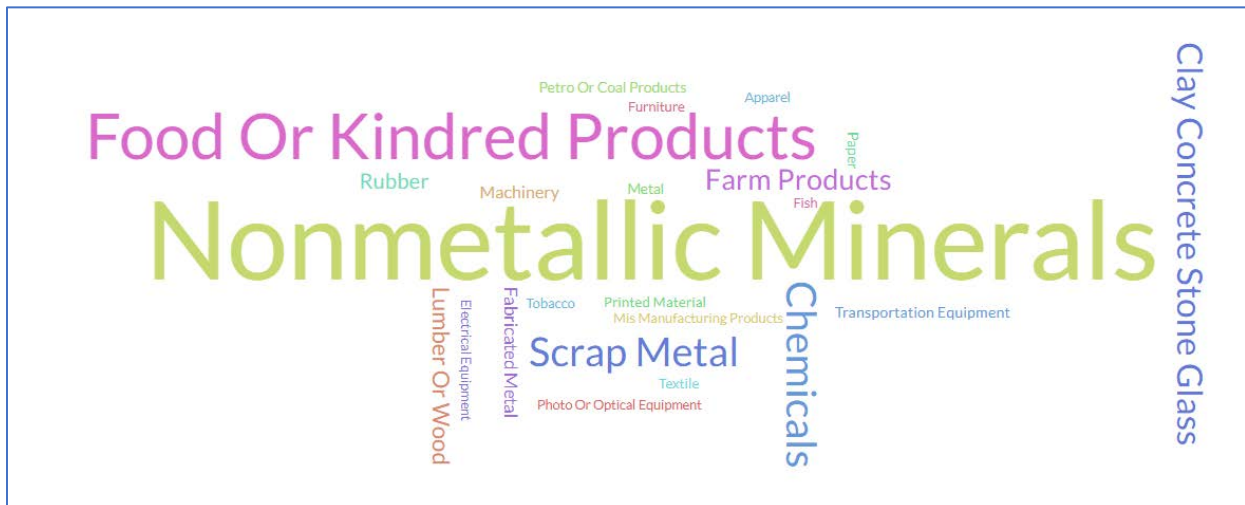 Petro Or Coal Products
Furniture
Apparel
Food Or Kindred Products
Paper
Rubber
Machinery
Metal
Farm Products
Fish
Nonmetallic Minerals
Clay Concrete Stone Glass
Lumber Or Wood
Electrical Equipment
Fabricated Metal
Tobacco
Printed Material
Mis Manufacturing Products
Chemicals
Transportation Equipment
Scrap Metal
Textile
Photo Or Optical Equipment